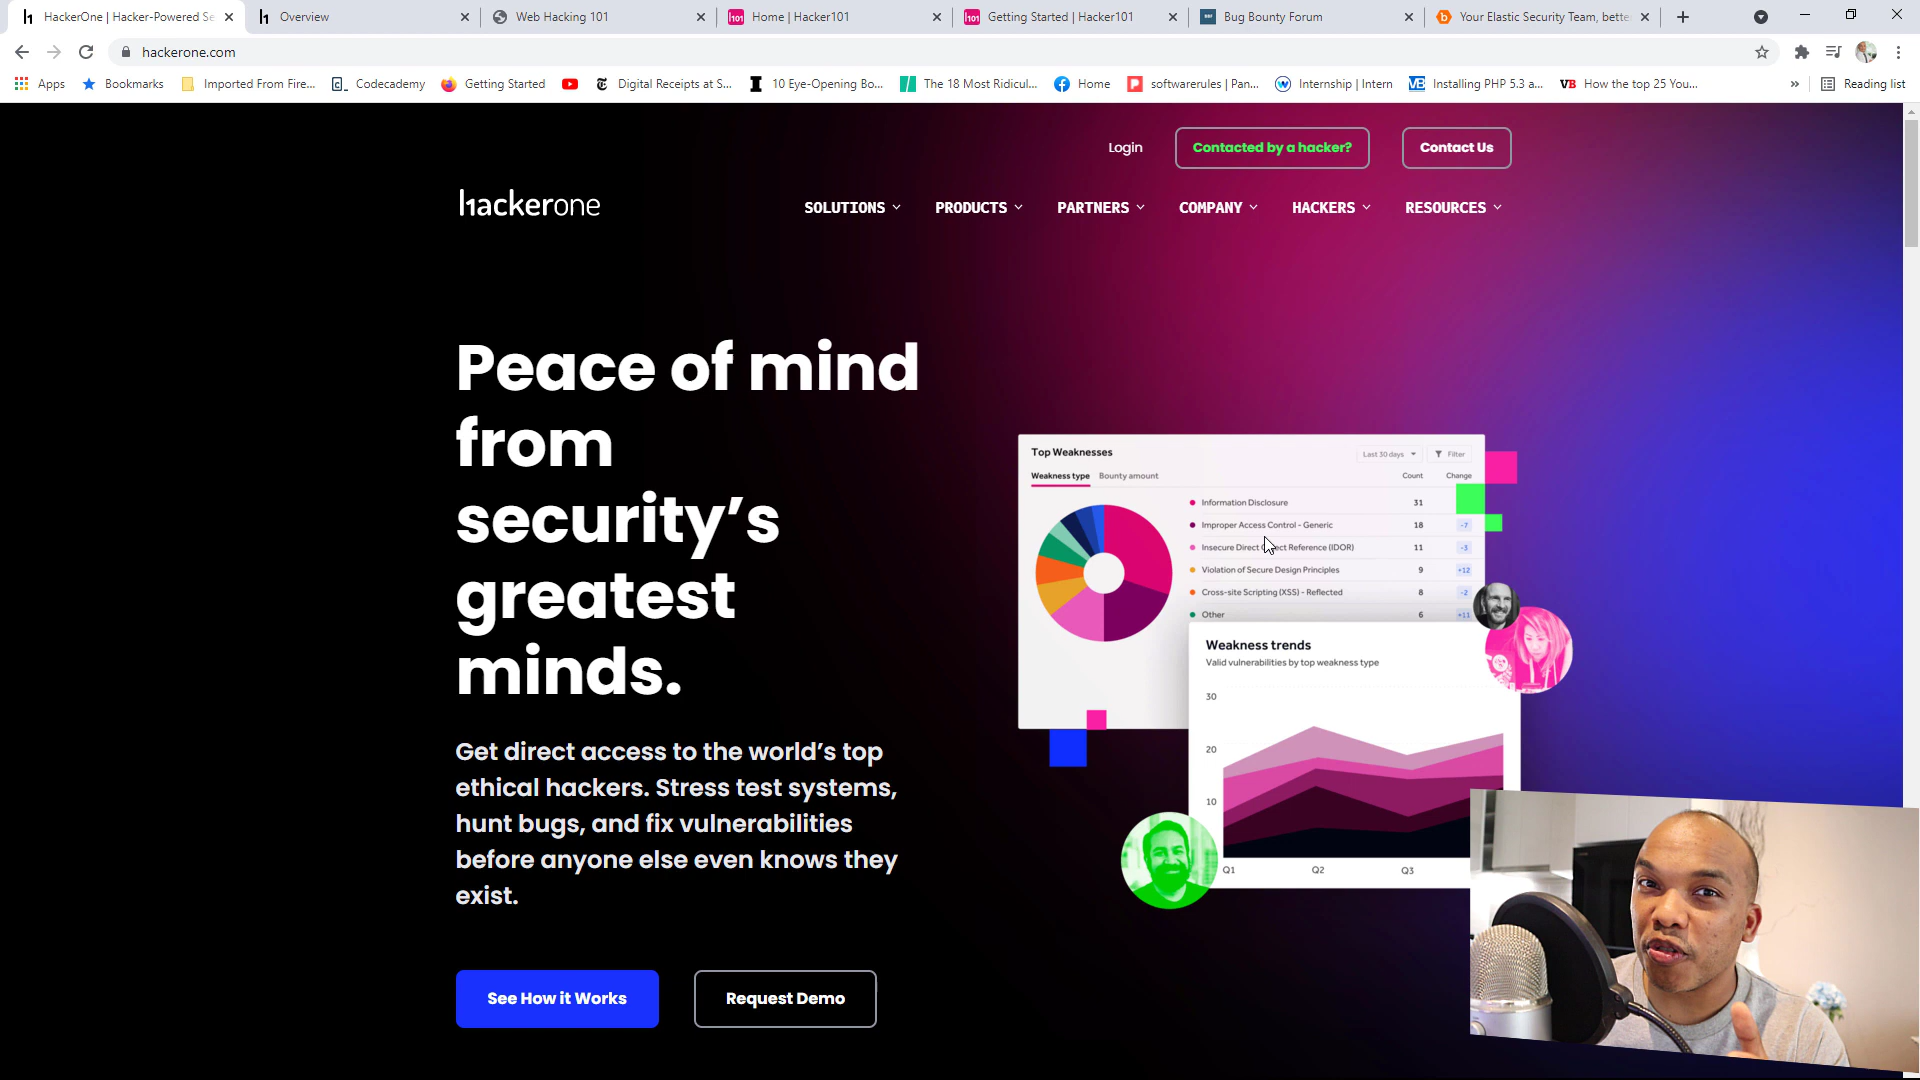 HackerOne | Hacker-Powered Se
Overview
Web Hacking 101
Home | Hacker101
Getting Started | Hacker101
Bug Bounty Forum
Your Elastic Security Team, bette
hackerone.com
Apps
Bookmarks
Imported From Fire...
Codecademy
Getting Started
Digital Receipts at S...
10 Eye-Opening Bo...
The 18 Most Ridicul...
Home
softwarerules | Pan...
Internship | Intern
Installing PHP 5.3 a...
VB How the top 25 You...
»
Reading list
Login
Contacted by a hacker?
Contact Us
hackerone
SOLUTIONS
PRODUCTS
PARTNERS
COMPANY
HACKERS
RESOURCES
Peace of mind
from
security’s
greatest
minds.
Get direct access to the world’s top
ethical hackers. Stress test systems,
hunt bugs, and fix vulnerabilities
before anyone else even knows they
exist.
See How it Works
Request Demo
Top Weaknesses
Last 30 days
Filter
Weakness type
Bounty amount
Count
Change
Information Disclosure 31
Improper Access Control - Generic 18 -7
Insecure Direct Reference (IDOR) 11 -3
Violation of Secure Design Principles 9 +12
Cross-site Scripting (XSS) - Reflected 8 -2
Other 6 +11
Weakness trends
Valid vulnerabilities by top weakness type
30
20
10
Q1
Q2
Q3